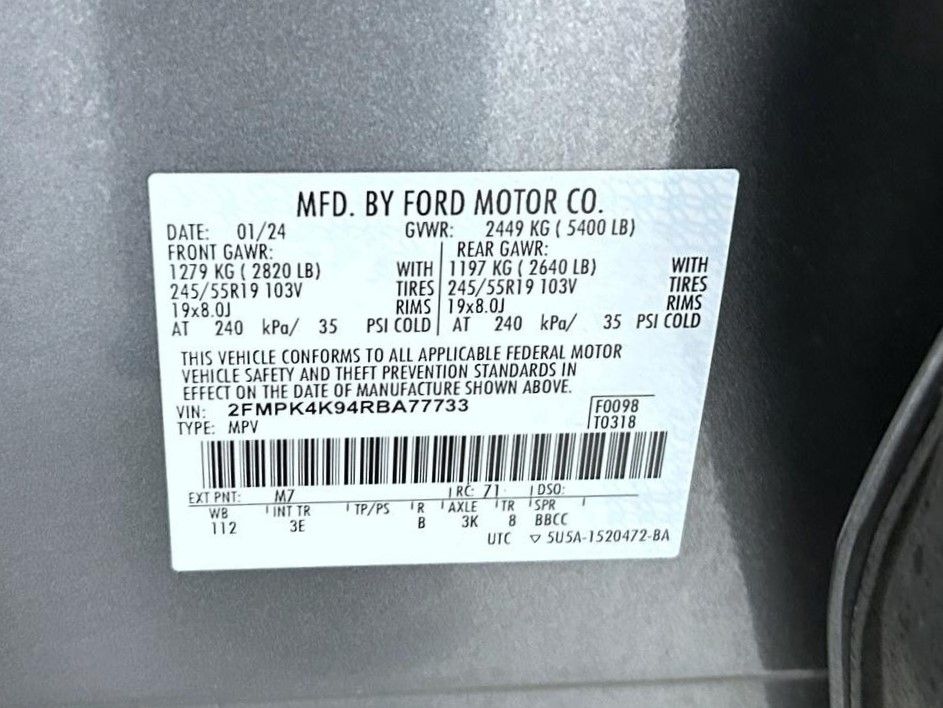 MFD. BY FORD MOTOR CO.
DATE: 01/24 GVWR: 2449 KG ( 5400 LB)
FRONT GAWR: REAR GAWR:
1279 KG ( 2820 LB) WITH 1197 KG ( 2640 LB) WITH
245/55R19 103V TIRES 245/55R19 103V TIRES
19x8.0J RIMS 19x8.0J RIMS
AT 240 kPa/ 35 PSI COLD AT 240 kPa/ 35 PSI COLD
THIS VEHICLE CONFORMS TO ALL APPLICABLE FEDERAL MOTOR
VEHICLE SAFETY AND THEFT PREVENTION STANDARDS IN
EFFECT ON THE DATE OF MANUFACTURE SHOWN ABOVE.
VIN: 2FMPK4K94RBA77733 F0098
TYPE: MPV T0318
EXT PNT: M7 RC: 71 DSO:
WB INT TR TP/PS R AXLE TR SPR
112 3E B 3K 8 BBCC
UTC ▽ 5U5A-1520472-BA